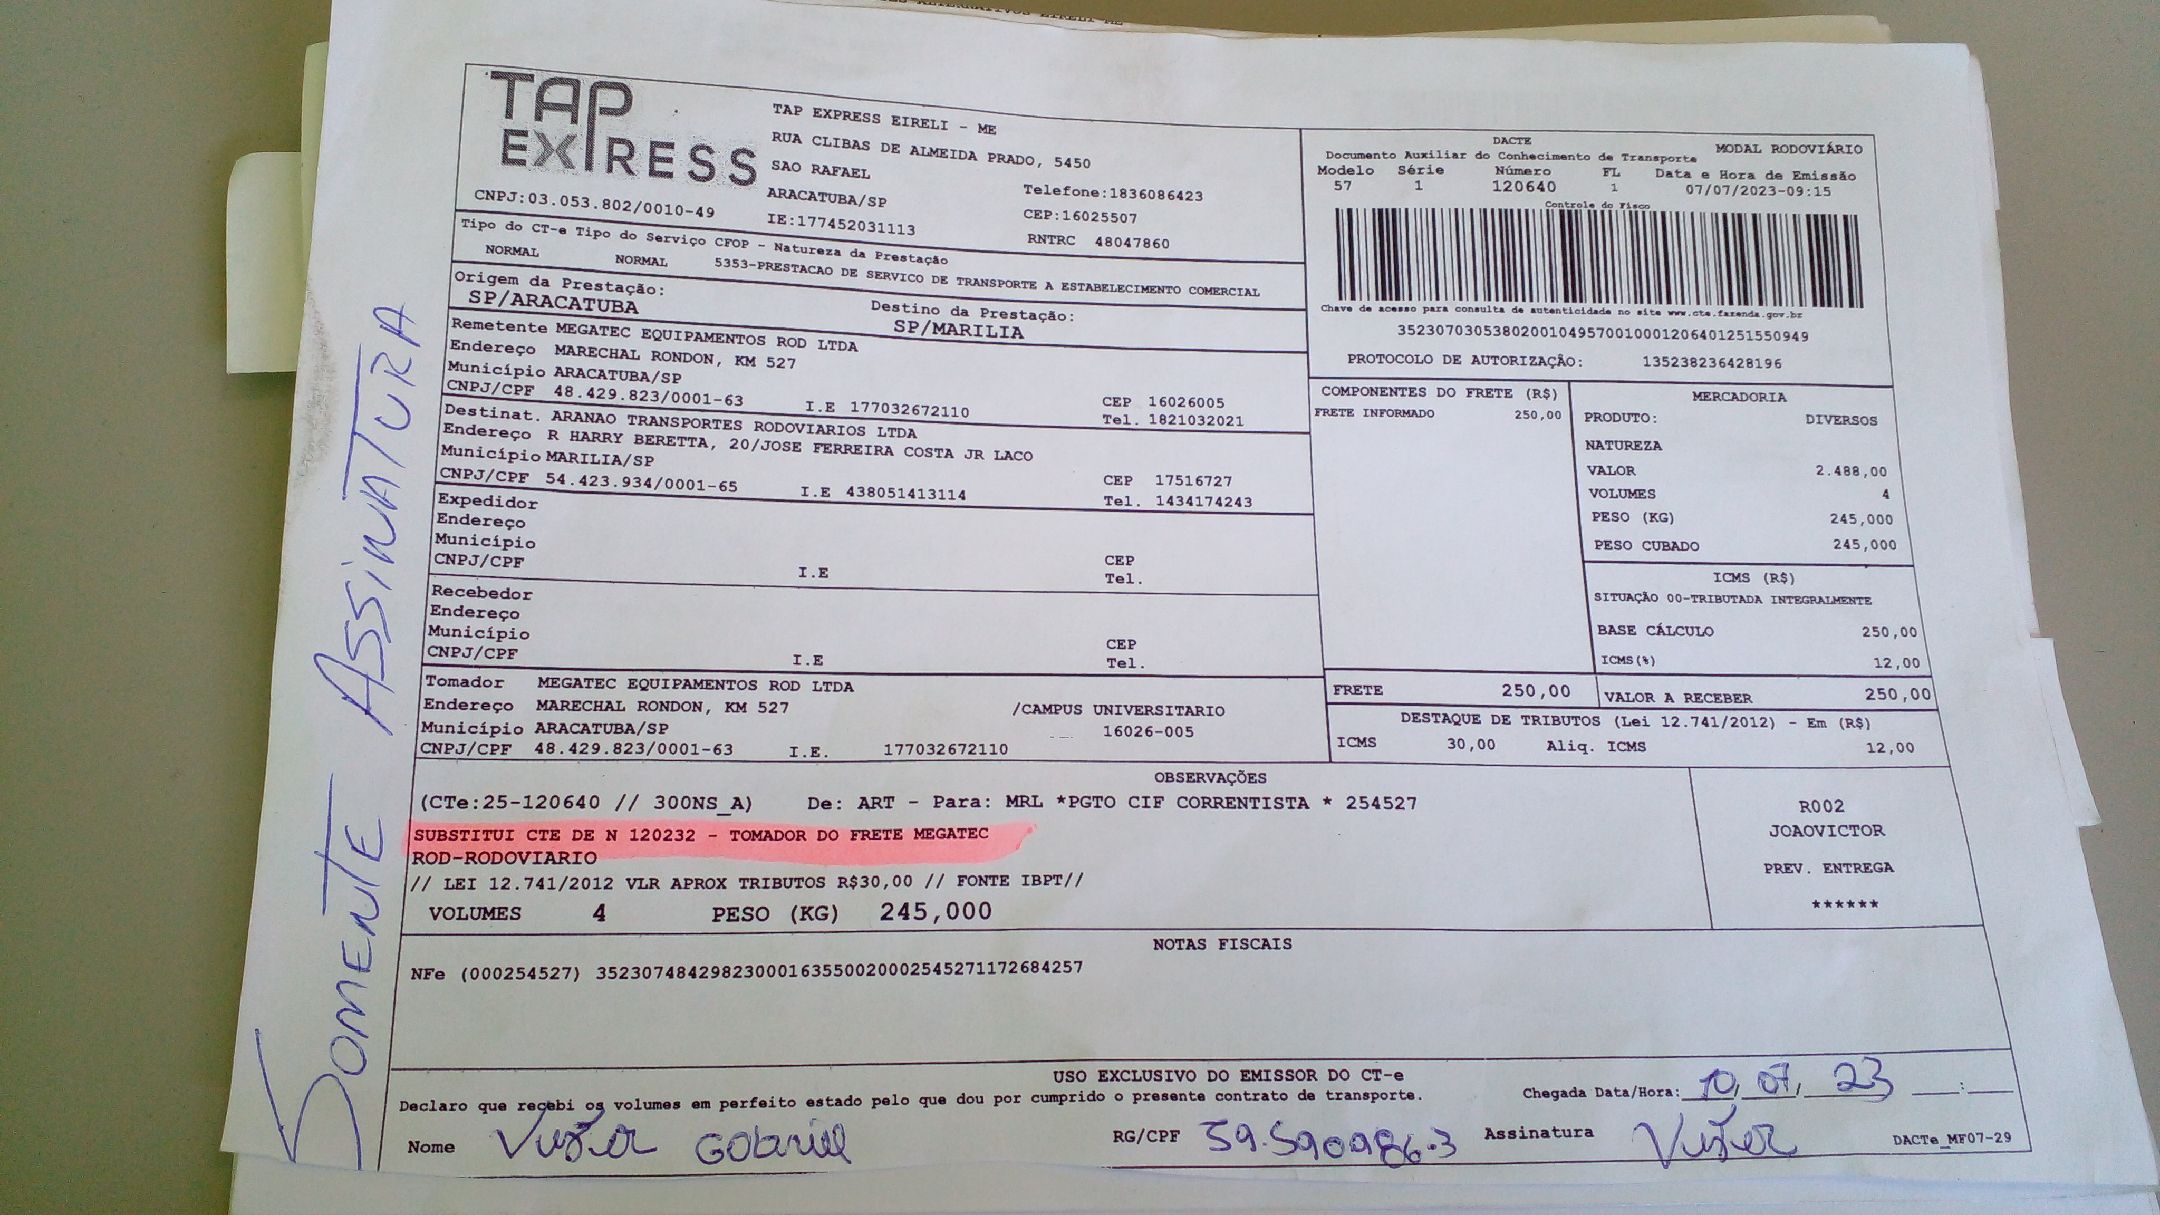 TAP
EXPRESS
CNPJ:03.053.802/0010-49
TAP EXPRESS EIRELI - ME
RUA CLIBAS DE ALMEIDA PRADO, 5450
SAO RAFAEL
ARACATUBA/SP
IE:177452031113
Telefone:1836086423
CEP:16025507
RNTRC 48047860
DACTE MODAL RODOVIÁRIO
Documento Auxiliar do Conhecimento de Transporte
Modelo Série Número FL Data e Hora de Emissão
57 1 120640 1 07/07/2023-09:15
Controle do Fisco
Chave de acesso para consulta de autenticidade no site www.cte.fazenda.gov.br
35230703053802001049570010001206401251550949
PROTOCOLO DE AUTORIZAÇÃO: 135238236428196
Tipo do CT-e Tipo do Serviço CFOP - Natureza da Prestação
NORMAL NORMAL 5353-PRESTACAO DE SERVICO DE TRANSPORTE A ESTABELECIMENTO COMERCIAL
Origem da Prestação: Destino da Prestação:
SP/ARACATUBA SP/MARILIA
Remetente MEGATEC EQUIPAMENTOS ROD LTDA
Endereço MARECHAL RONDON, KM 527
Município ARACATUBA/SP CEP 16026005
CNPJ/CPF 48.429.823/0001-63 I.E 177032672110 Tel. 1821032021
Destinat. ARANAO TRANSPORTES RODOVIARIOS LTDA
Endereço R HARRY BERETTA, 20/JOSE FERREIRA COSTA JR LACO
Município MARILIA/SP CEP 17516727
CNPJ/CPF 54.423.934/0001-65 I.E 438051413114 Tel. 1434174243
Expedidor
Endereço
Município CEP
CNPJ/CPF I.E Tel.
Recebedor
Endereço
Município CEP
CNPJ/CPF I.E Tel.
Tomador MEGATEC EQUIPAMENTOS ROD LTDA
Endereço MARECHAL RONDON, KM 527 /CAMPUS UNIVERSITARIO
Município ARACATUBA/SP 16026-005
CNPJ/CPF 48.429.823/0001-63 I.E. 177032672110
COMPONENTES DO FRETE (R$)
FRETE INFORMADO 250,00
MERCADORIA
PRODUTO: DIVERSOS
NATUREZA
VALOR 2.488,00
VOLUMES 4
PESO (KG) 245,000
PESO CUBADO 245,000
ICMS (R$)
SITUAÇÃO 00-TRIBUTADA INTEGRALMENTE
BASE CÁLCULO 250,00
ICMS(%) 12,00
FRETE 250,00 VALOR A RECEBER 250,00
DESTAQUE DE TRIBUTOS (Lei 12.741/2012) - Em (R$)
ICMS 30,00 Aliq. ICMS 12,00
OBSERVAÇÕES
(CTe:25-120640 // 300NS_A) De: ART - Para: MRL *PGTO CIF CORRENTISTA * 254527
SUBSTITUI CTE DE N 120232 - TOMADOR DO FRETE MEGATEC
ROD-RODOVIARIO
// LEI 12.741/2012 VLR APROX TRIBUTOS R$30,00 // FONTE IBPT//
VOLUMES 4 PESO (KG) 245,000
R002
JOAOVICTOR
PREV. ENTREGA
******
NOTAS FISCAIS
NFe (000254527) 35230748429823000163550020002545271172684257
USO EXCLUSIVO DO EMISSOR DO CT-e
Declaro que recebi os volumes em perfeito estado pelo que dou por cumprido o presente contrato de transporte. Chegada Data/Hora: 10/07/23
Nome Gabriel RG/CPF Assinatura DACTe_MF07-29
SOMENTE ASSINATURA